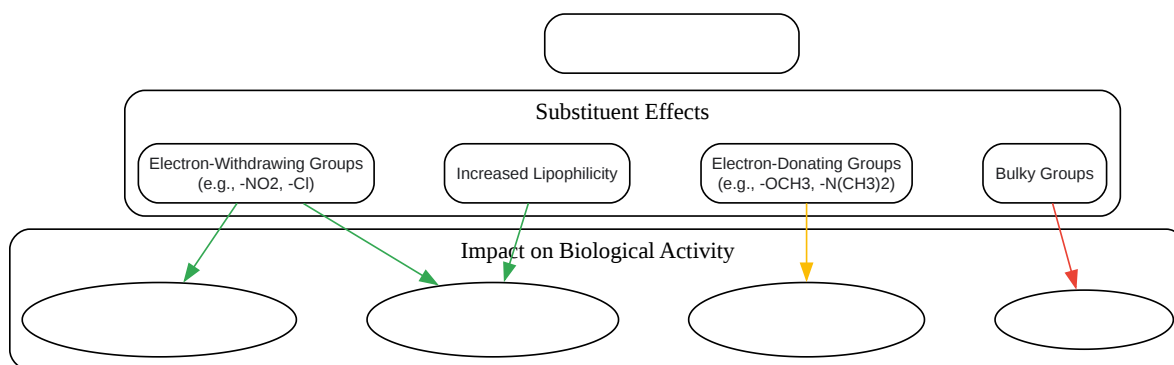 Substituent Effects
Electron-Withdrawing Groups
(e.g., -NO2, -Cl)
Increased Lipophilicity
Electron-Donating Groups
(e.g., -OCH3, -N(CH3)2)
Bulky Groups
Impact on Biological Activity